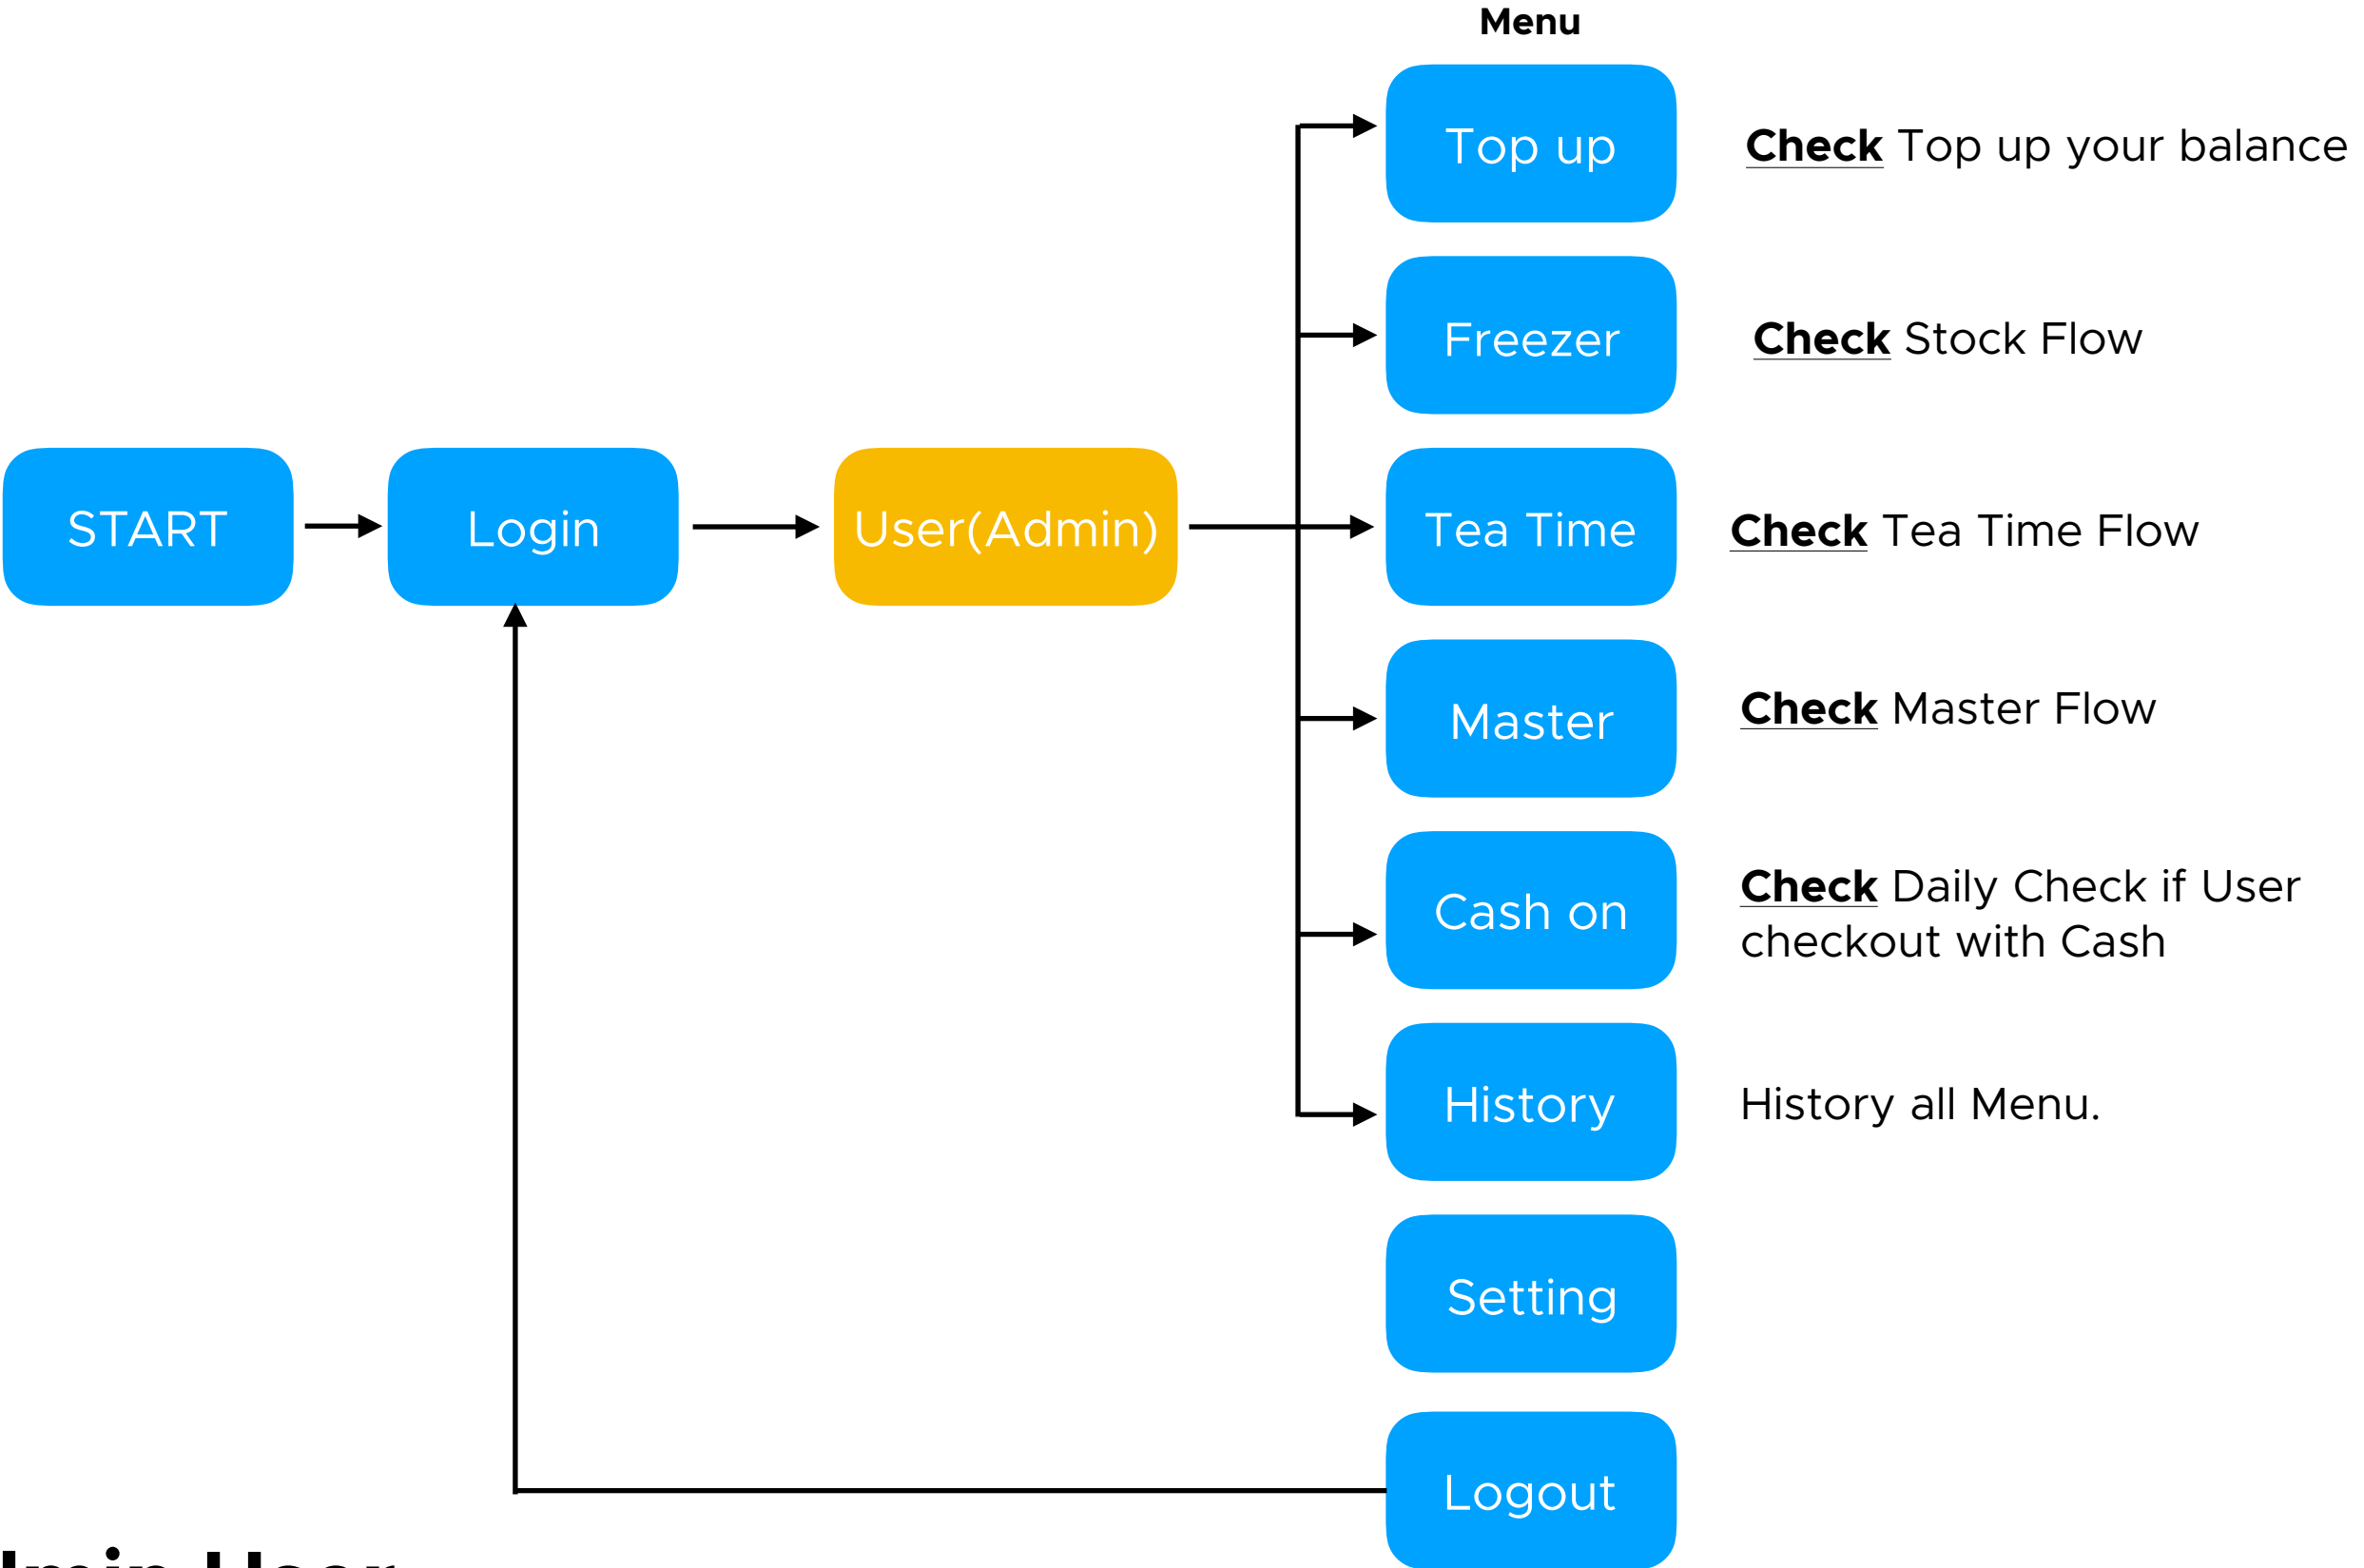 Menu
Top up
Check Top up your balance
Freezer
Check Stock Flow
START
Login
User(Admin)
Tea Time
Check Tea Time Flow
Master
Check Master Flow
Cash on
Check Daily Check if User
checkout with Cash
History
History all Menu.
Setting
Logout
User